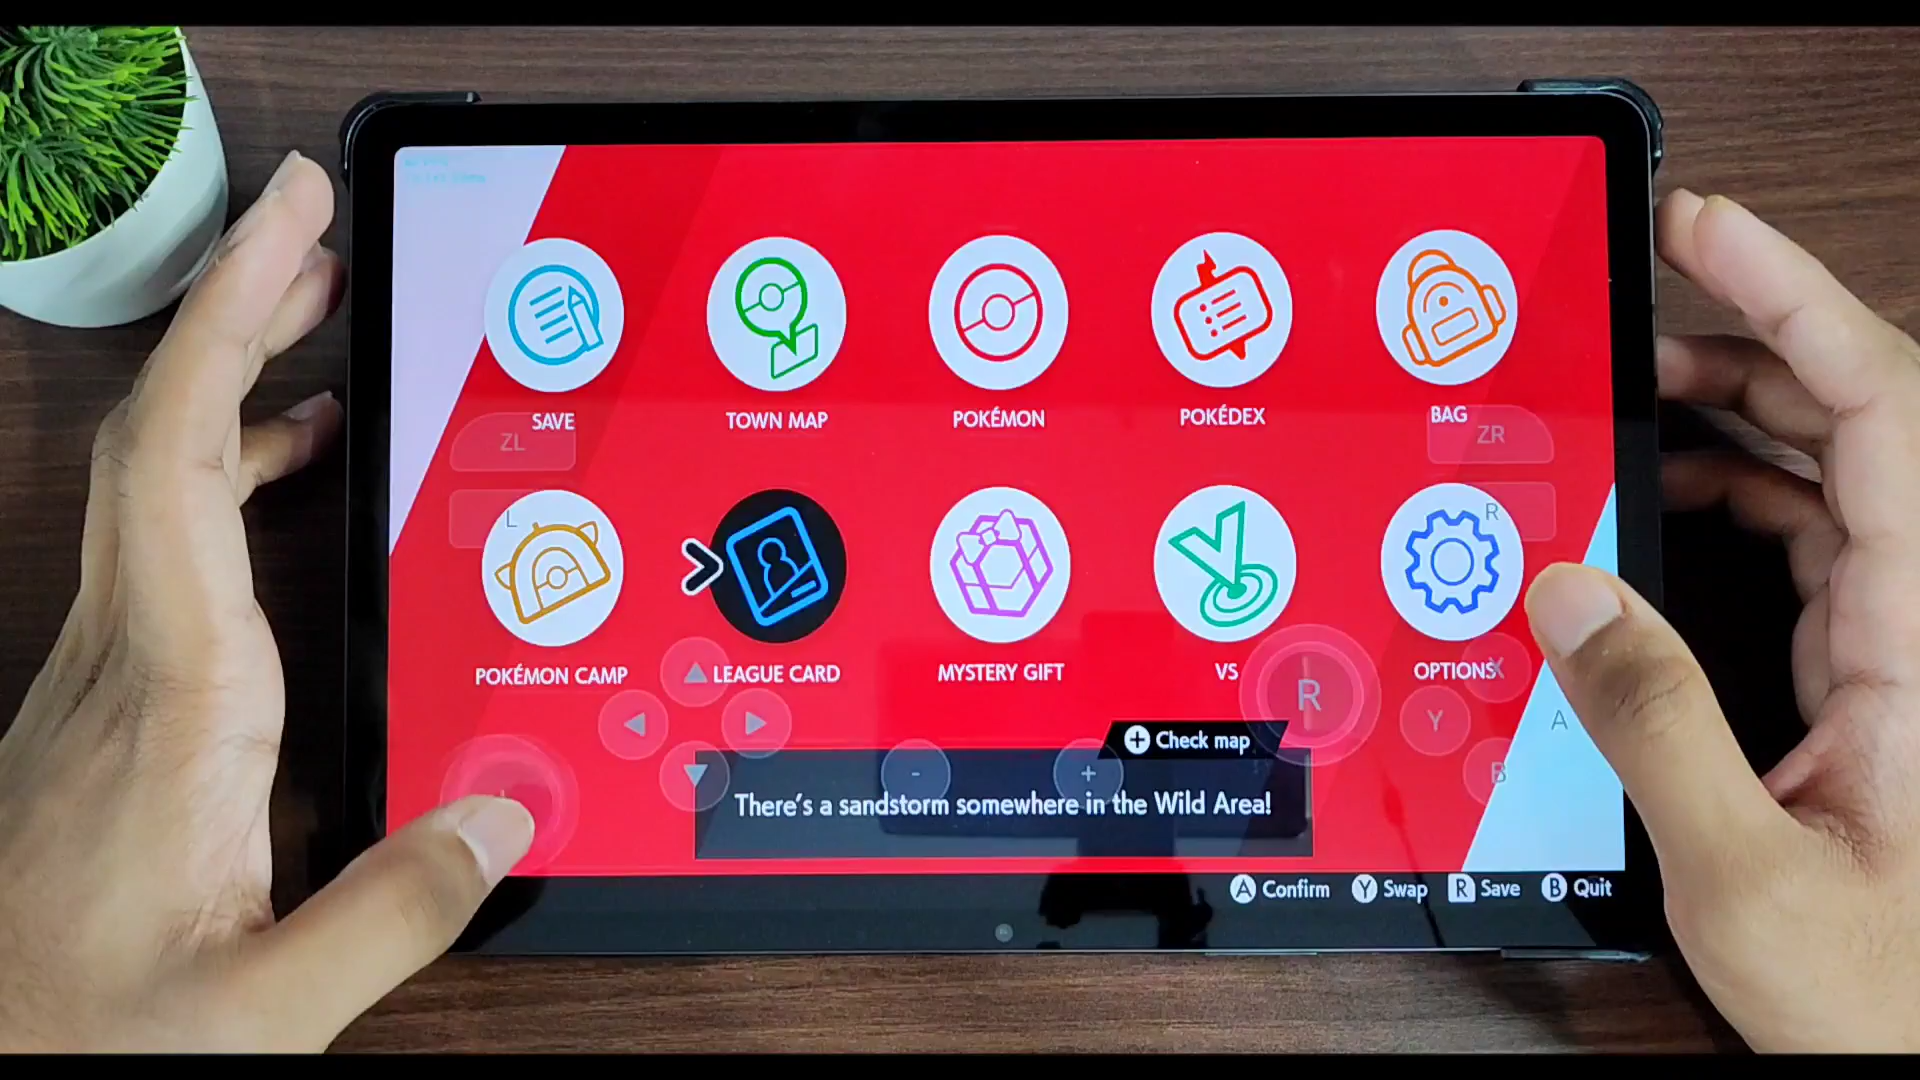 SAVE
TOWN MAP
POKÉMON
POKÉDEX
BAG
ZL
ZR
L
R
POKÉMON CAMP
LEAGUE CARD
MYSTERY GIFT
VS
OPTIONS
X
R
Y
A
B
-
+
+ Check map
There's a sandstorm somewhere in the Wild Area!
A Confirm
Y Swap
R Save
B Quit